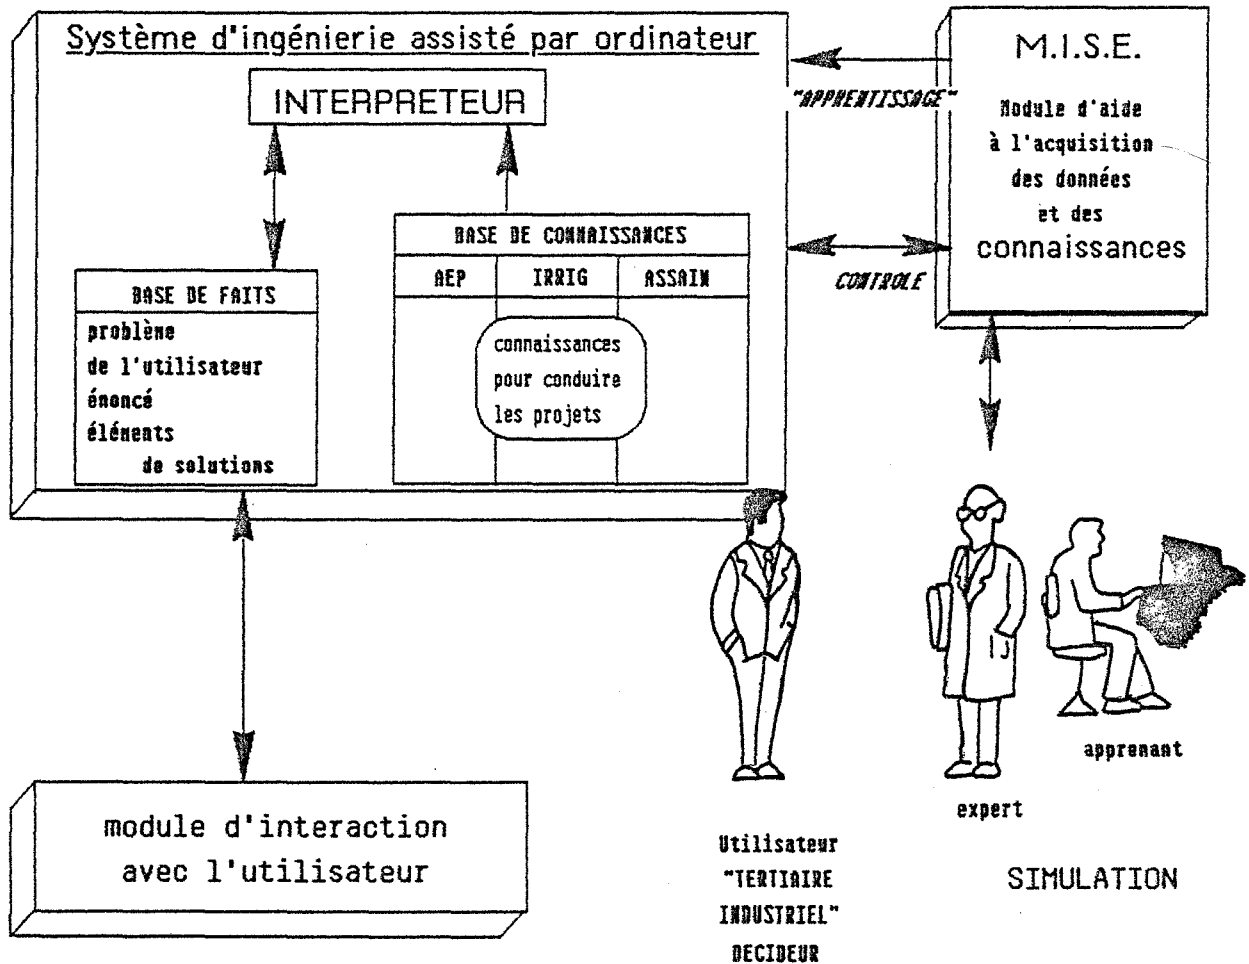 Système d'ingénierie assisté par ordinateur
INTERPRETEUR
BASE DE FAITS
problème
de l'utilisateur
énoncé
éléments
de solutions
BASE DE CONNAISSANCES
AEP IRRIG ASSAIN
connaissances
pour conduire
les projets
"APPRENTISSAGE"
CONTROLE
M.I.S.E.
Module d'aide
à l'acquisition
des données
et des
connaissances
module d'interaction
avec l'utilisateur
Utilisateur
"TERTIAIRE
INDUSTRIEL"
DECIDEUR
expert
apprenant
SIMULATION